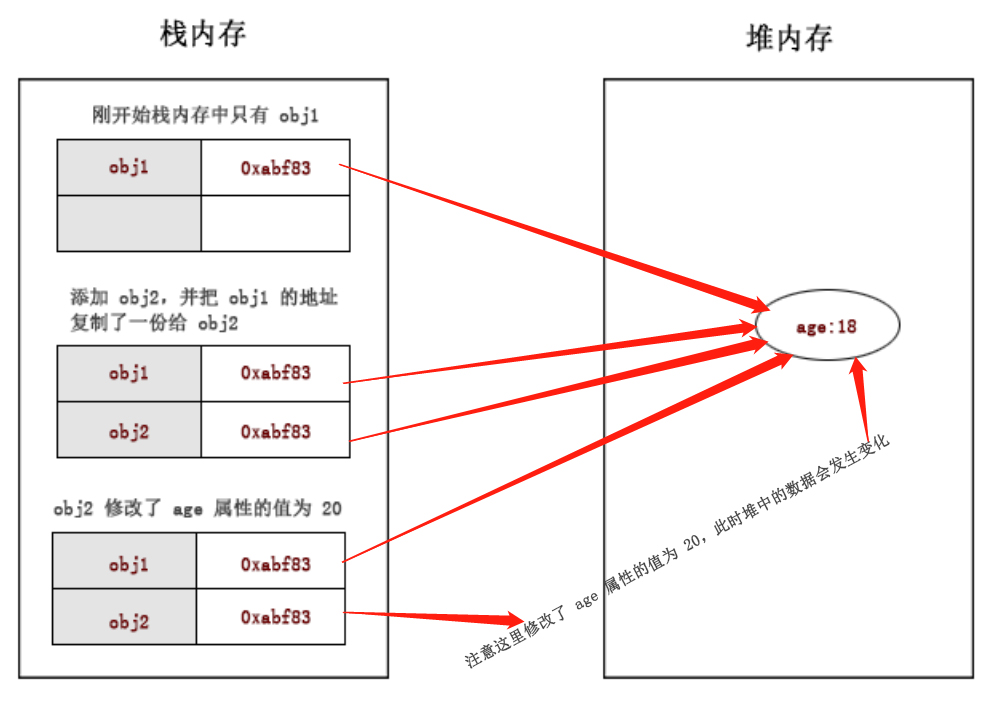 栈内存
堆内存
刚开始栈内存中只有 obj1
obj1 0xabf83
添加 obj2，并把 obj1 的地址
复制了一份给 obj2
obj1 0xabf83
obj2 0xabf83
obj2 修改了 age 属性的值为 20
obj1 0xabf83
obj2 0xabf83
age:18
注意这里修改了 age 属性的值为 20，此时堆中的数据会发生变化